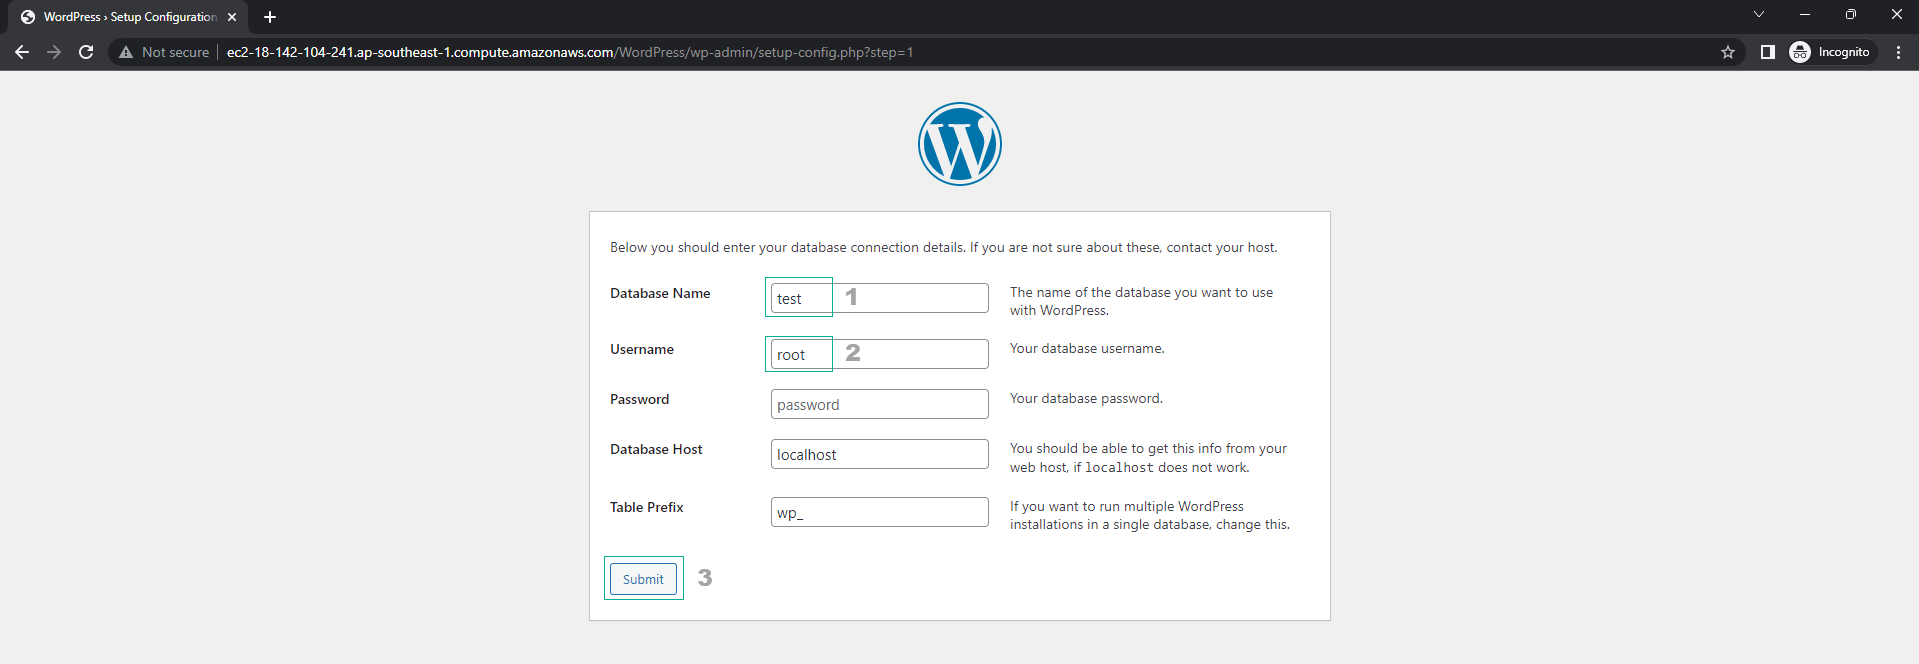 WordPress › Setup Configuration
Not secure
ec2-18-142-104-241.ap-southeast-1.compute.amazonaws.com/WordPress/wp-admin/setup-config.php?step=1
Incognito
Below you should enter your database connection details. If you are not sure about these, contact your host.
Database Name
test
1
The name of the database you want to use
with WordPress.
Username
root
2
Your database username.
Password
password
Your database password.
Database Host
localhost
You should be able to get this info from your
web host, if localhost does not work.
Table Prefix
wp_
If you want to run multiple WordPress
installations in a single database, change this.
Submit
3